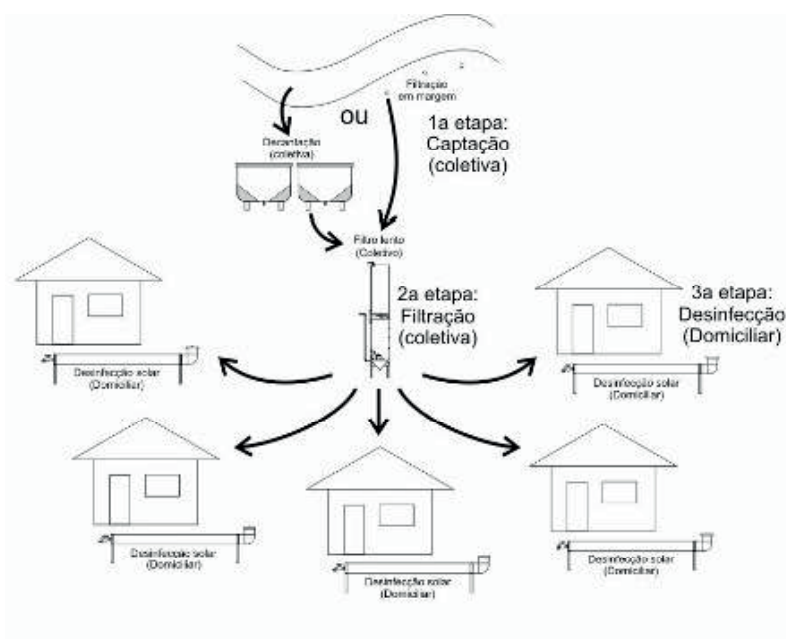 Filtração
em margem
ou
1a etapa:
Captação
(coletiva)
Decantação
(coletiva)
Filtro lento
(Coletivo)
2a etapa:
Filtração
(coletiva)
3a etapa:
Desinfecção
(Domiciliar)
Desinfecção solar
(Domiciliar)
Desinfecção solar
(Domiciliar)
Desinfecção solar
(Domiciliar)
Desinfecção solar
(Domiciliar)
Desinfecção solar
(Domiciliar)